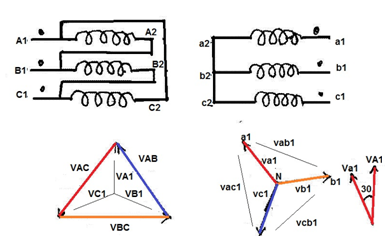 A1
A2
B1
B2
C1
C2
a2
a1
b2
b1
c2
c1
VAC
VA1
VAB
VC1
VB1
VBC
a1
vab1
va1
N
vac1
vc1
vb1
b1
vcb1
Va1
VA1
30